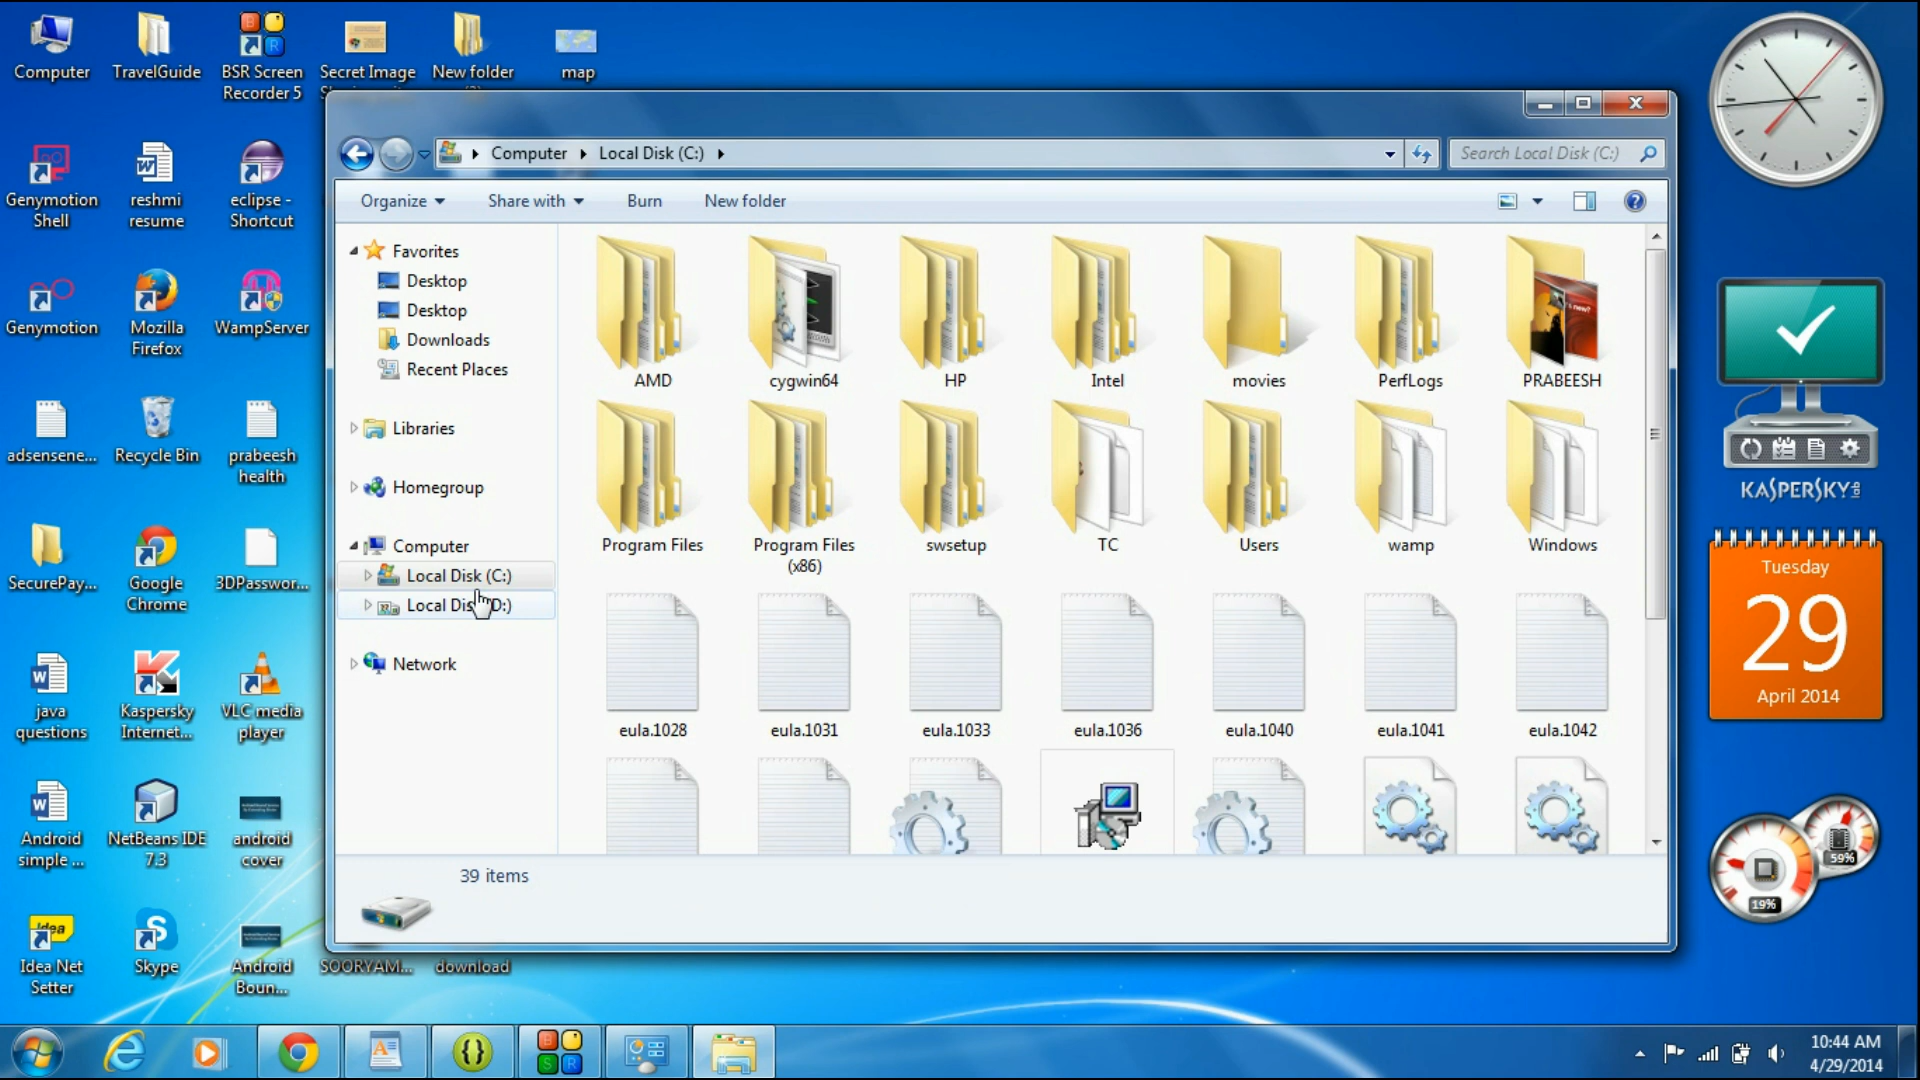 Computer
TravelGuide
BSR Screen
Recorder 5
Secret Image
New folder
map
Genymotion
Shell
reshmi
resume
eclipse -
Shortcut
Genymotion
Mozilla
Firefox
WampServer
adsensene...
Recycle Bin
prabeesh
health
SecurePay...
Google
Chrome
3DPasswor...
java
questions
Kaspersky
Internet...
VLC media
player
Android
simple ...
NetBeans IDE
7.3
android
cover
Idea Net
Setter
Skype
Android
Boun...
SOORYAM...
download
Computer
Local Disk (C:)
Search Local Disk (C:)
Organize
Share with
Burn
New folder
Favorites
Desktop
Desktop
Downloads
Recent Places
Libraries
Homegroup
Computer
Local Disk (C:)
Local Dis D:)
Network
AMD
cygwin64
HP
Intel
movies
PerfLogs
PRABEESH
Program Files
Program Files
(x86)
swsetup
TC
Users
wamp
Windows
eula.1028
eula.1031
eula.1033
eula.1036
eula.1040
eula.1041
eula.1042
39 items
KASPERSKY lab
Tuesday
29
April 2014
59%
19%
10:44 AM
4/29/2014